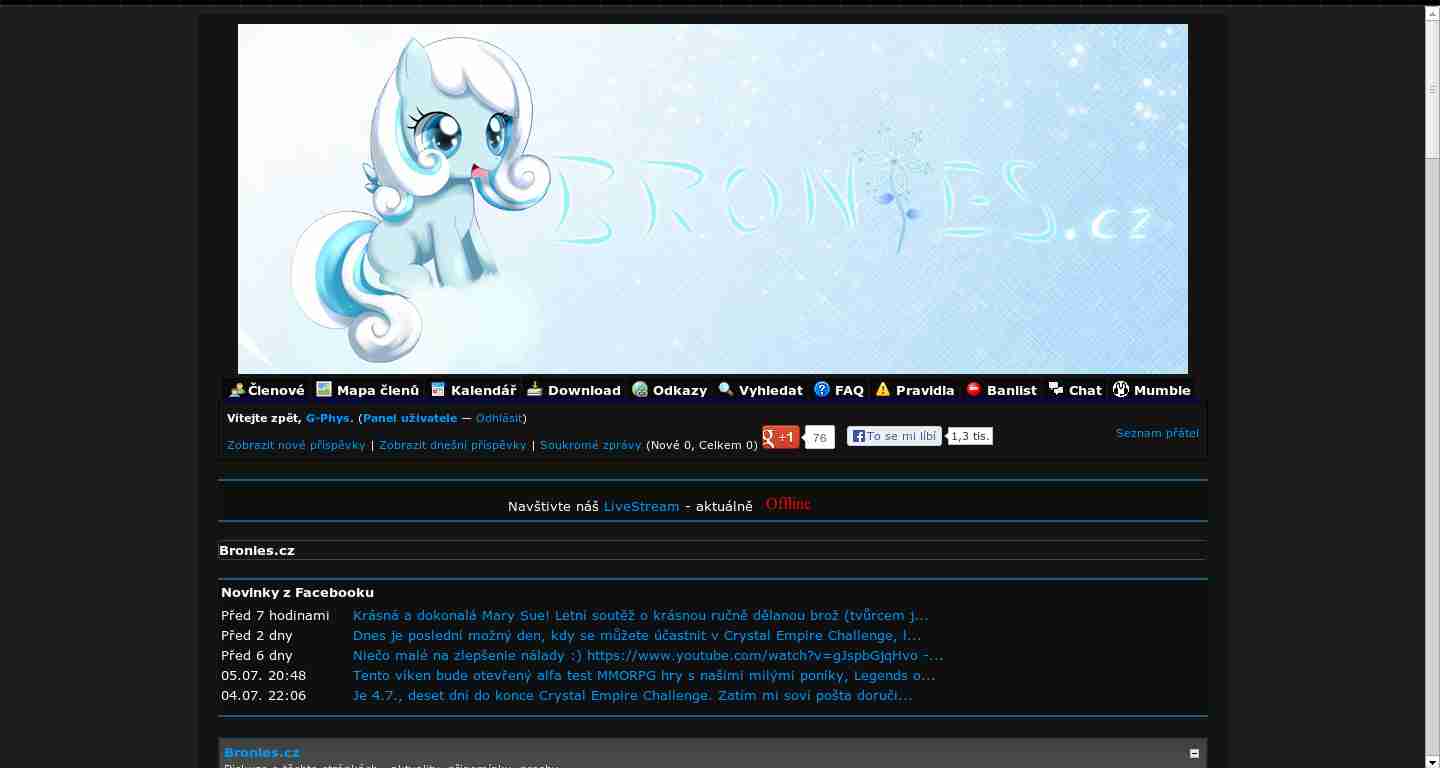 BRONIES.cz
Členové Mapa členů Kalendář Download Odkazy Vyhledat FAQ Pravidla Banlist Chat Mumble
Vítejte zpět, G-Phys. (Panel uživatele — Odhlásit)
Zobrazit nové příspěvky | Zobrazit dnešní příspěvky | Soukromé zprávy (Nové 0, Celkem 0) +1 76 To se mi líbí 1,3 tis. Seznam přátel
Navštivte náš LiveStream - aktuálně Offline
Bronies.cz
Novinky z Facebooku
Před 7 hodinami Krásná a dokonalá Mary Sue! Letní soutěž o krásnou ručně dělanou brož (tvůrcem j...
Před 2 dny Dnes je poslední možný den, kdy se můžete účastnit v Crystal Empire Challenge, l...
Před 6 dny Niečo malé na zlepšenie nálady :) https://www.youtube.com/watch?v=gJspbGjqHvo -...
05.07. 20:48 Tento víken bude otevřený alfa test MMORPG hry s našimi milými poníky, Legends o...
04.07. 22:06 Je 4.7., deset dní do konce Crystal Empire Challenge. Zatím mi soví pošta doruči...
Bronies.cz